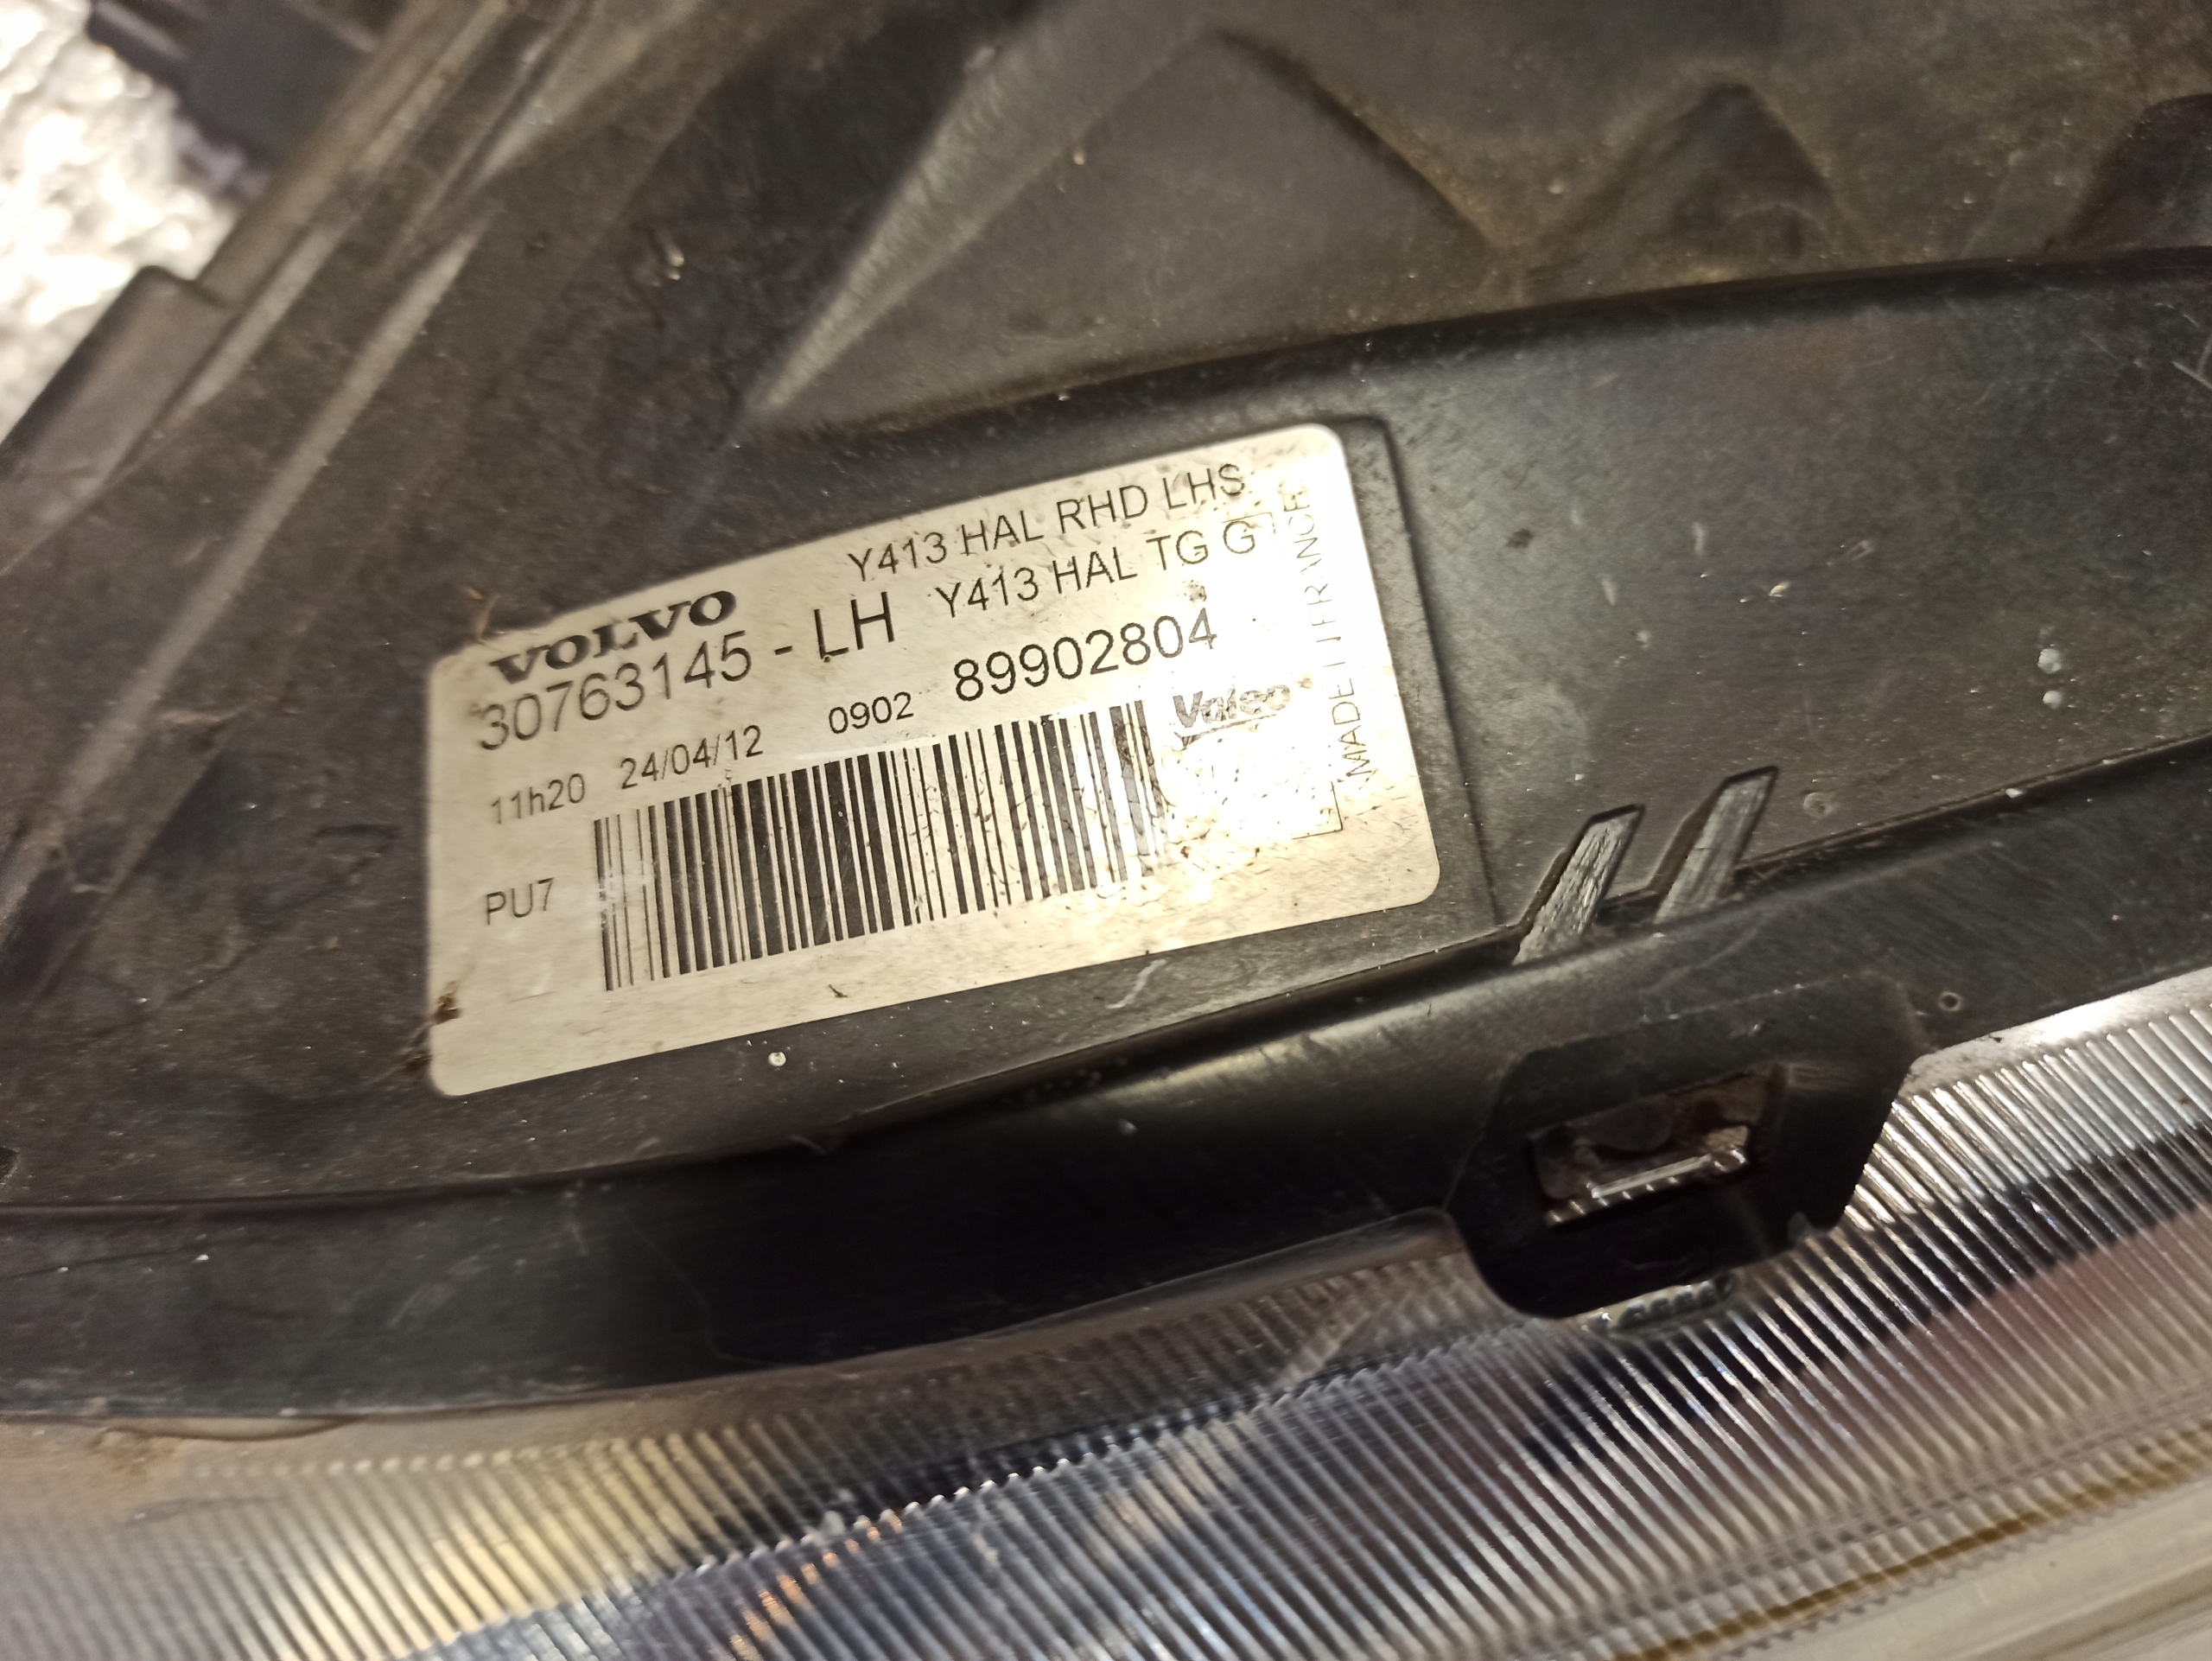 VOLVO
Y413 HAL RHD LHS
30763145 - LH
Y413 HAL TG G
11h20 24/04/12 0902 89902804
Valeo
PU7
MADE FRANCE